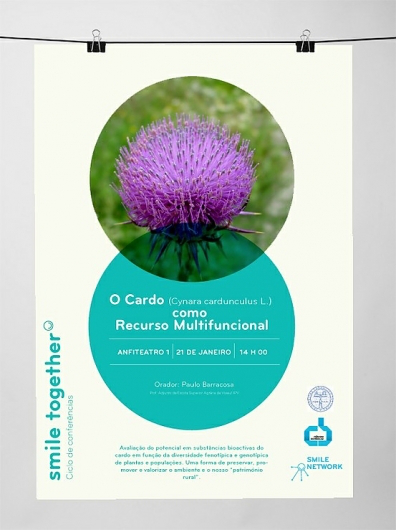 O Cardo (Cynara cardunculus L.)
como
Recurso Multifuncional
ANFITEATRO 1 | 21 DE JANEIRO | 14 H 00
Orador: Paulo Barracosa
Avaliação do potencial em substâncias bioactivas do
cardo em função da diversidade fenotípica e genotípica
de plantas e populações. Uma forma de preservar, pro-
mover e valorizar o ambiente e o nosso "património
rural".
smile together
Ciclo de conferências
SMILE
NETWORK